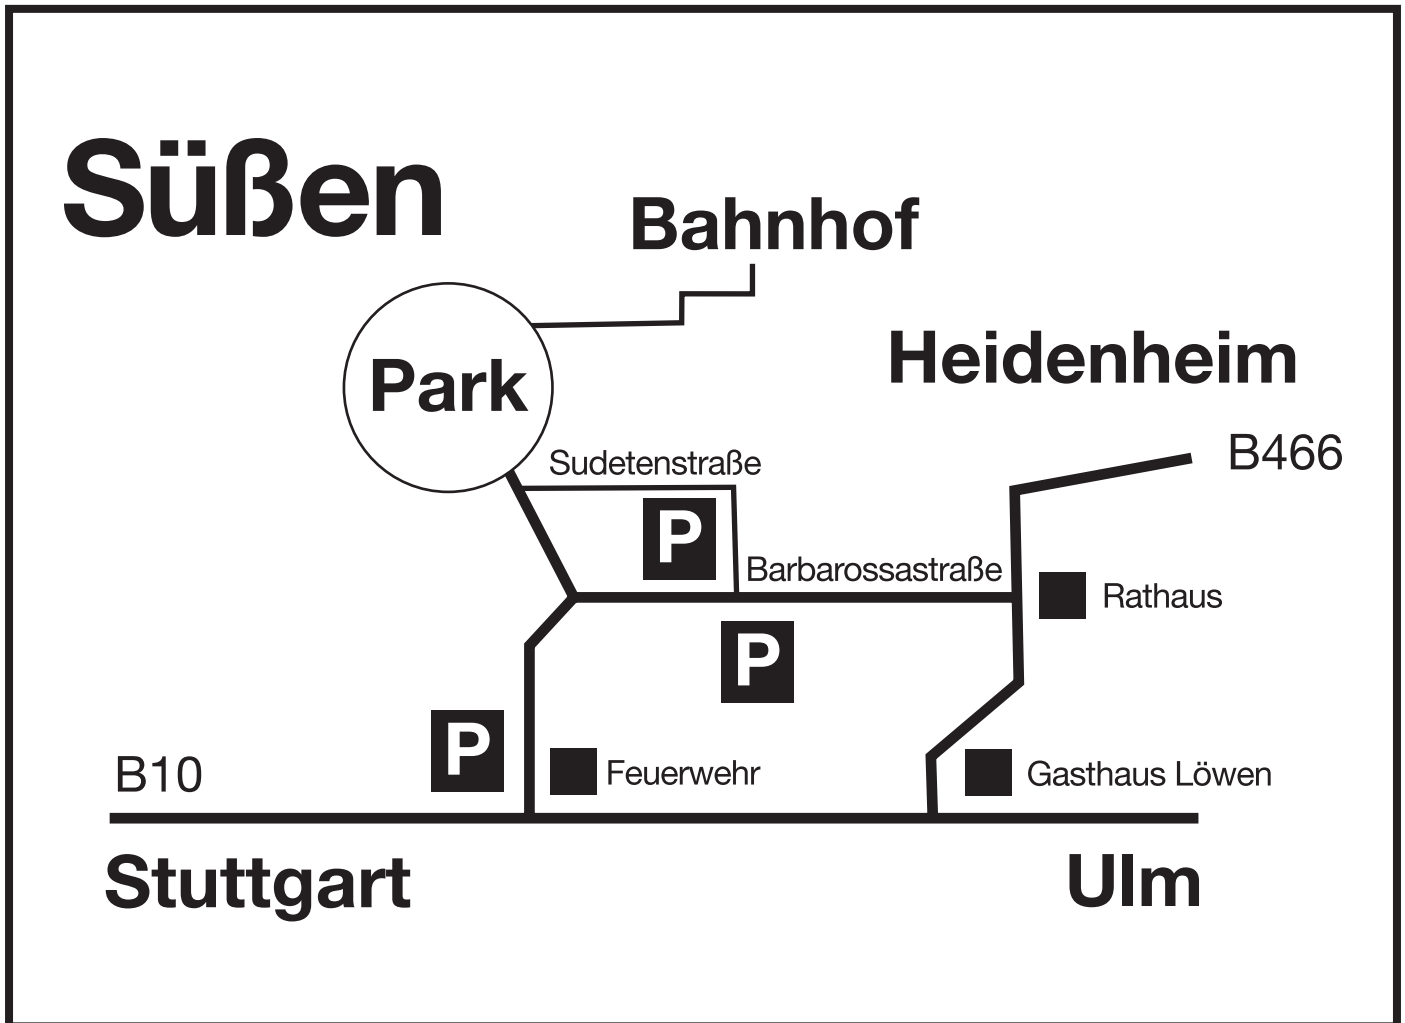 Süßen
Bahnhof
Park
Heidenheim
B466
Sudetenstraße
P
Barbarossastraße
Rathaus
P
P
Feuerwehr
Gasthaus Löwen
B10
Stuttgart
Ulm